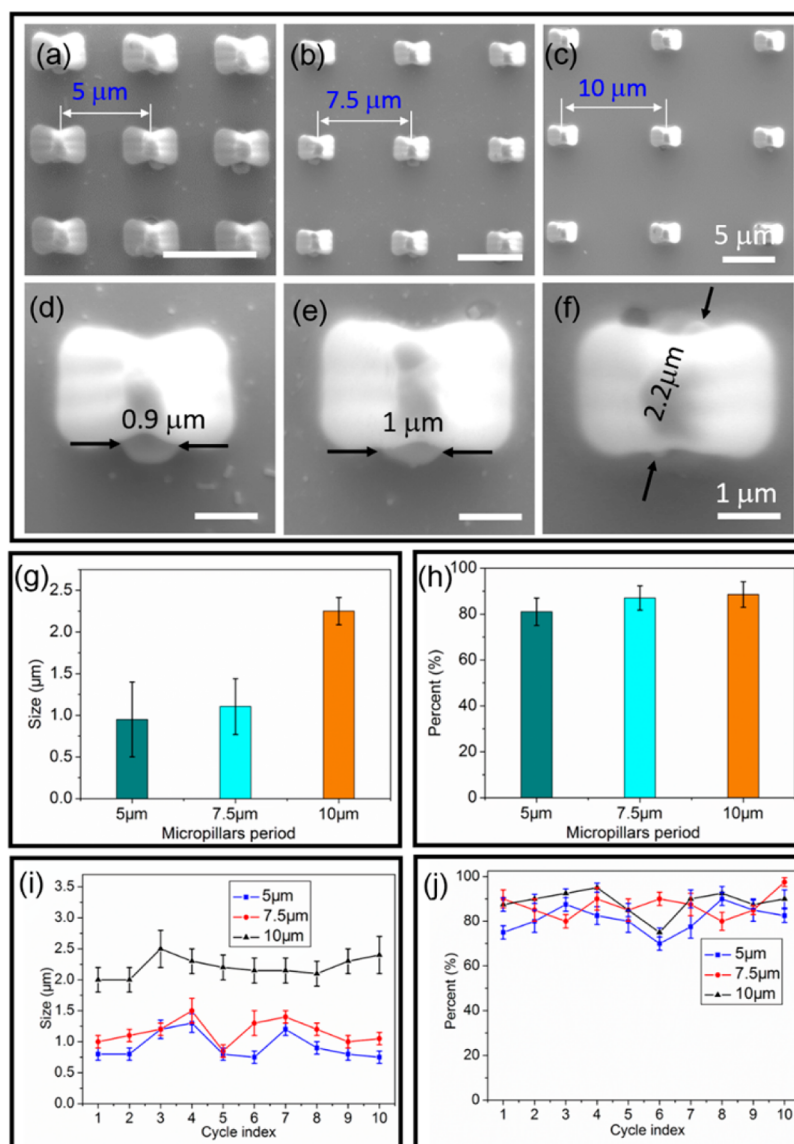 (a)
5 µm
(b)
7.5 µm
(c)
10 µm
5 µm
(d)
0.9 µm
(e)
1 µm
(f)
2.2µm
1 µm
(g)
2.5
2.0
1.5
1.0
0.5
0.0
Size (µm)
5µm 7.5µm 10µm
Micropillars period
(h)
100
80
60
40
20
0
Percent (%)
5µm 7.5µm 10µm
Micropillars period
(i)
3.5
3.0
2.5
2.0
1.5
1.0
0.5
0.0
Size (µm)
5µm
7.5µm
10µm
1 2 3 4 5 6 7 8 9 10
Cycle index
(j)
100
80
60
40
20
0
Percent (%)
5µm
7.5µm
10µm
1 2 3 4 5 6 7 8 9 10
Cycle index